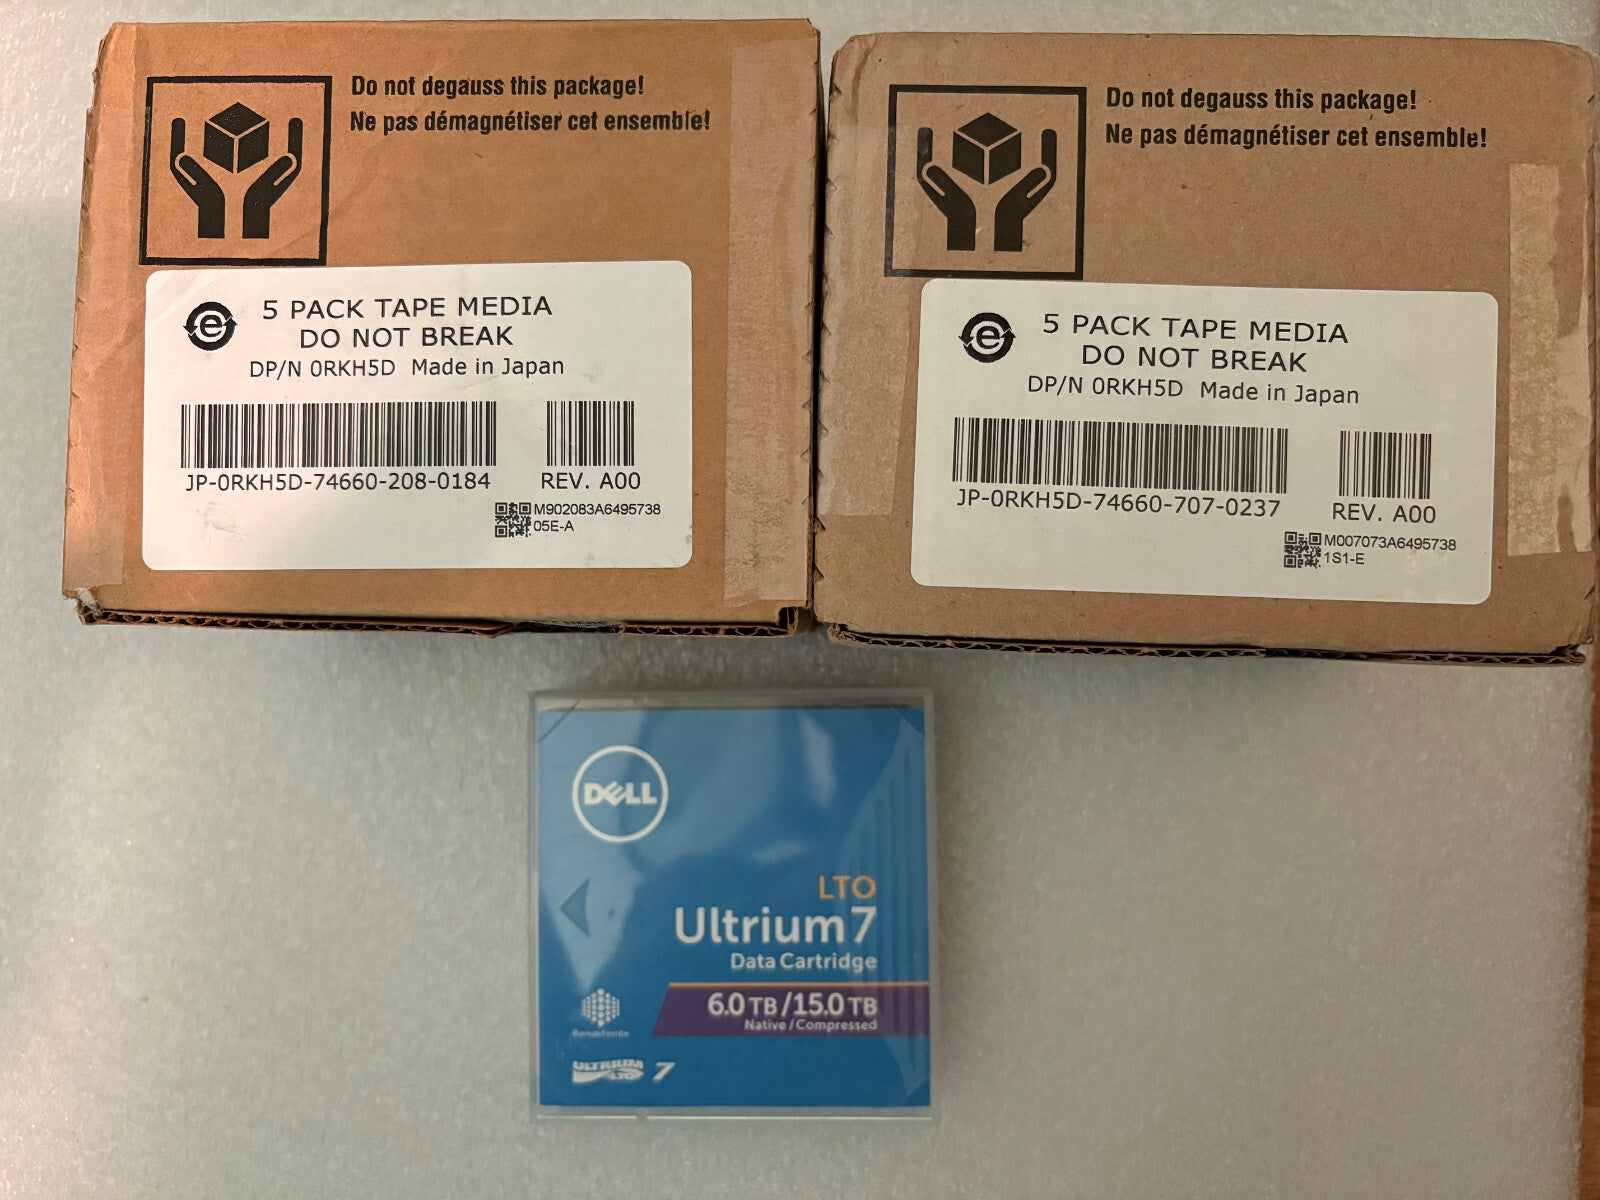 Do not degauss this package!
Ne pas démagnétiser cet ensemble!
5 PACK TAPE MEDIA
DO NOT BREAK
DP/N 0RKH5D Made in Japan
JP-0RKH5D-74660-208-0184
REV. A00
M902083A6495738
05E-A
Do not degauss this package!
Ne pas démagnétiser cet ensemble!
5 PACK TAPE MEDIA
DO NOT BREAK
DP/N 0RKH5D Made in Japan
JP-0RKH5D-74660-707-0237
REV. A00
M007073A6495738
1S1-E
DELL
LTO
Ultrium 7
Data Cartridge
6.0 TB/15.0 TB
Native/Compressed
BariumFerrite
ULTRIUM
LTO
7